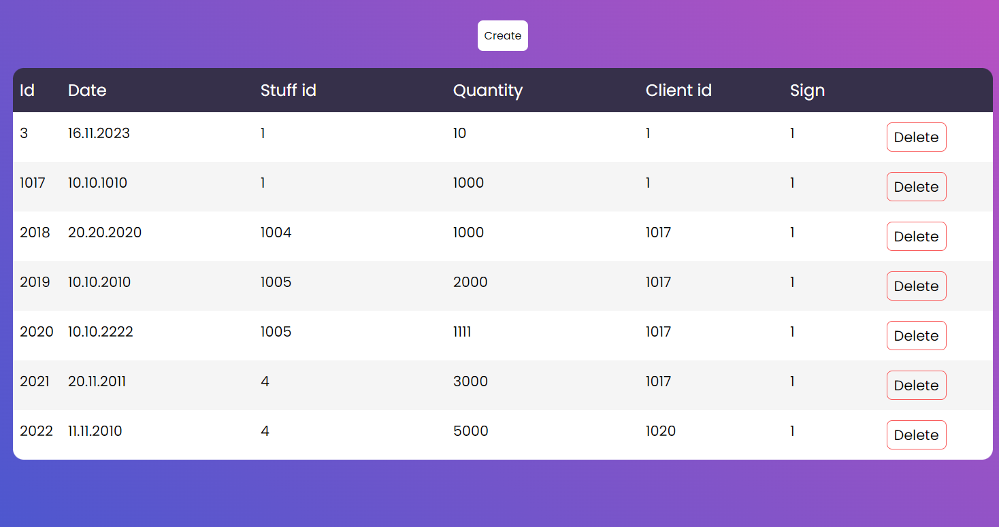 Create
Id Date Stuff id Quantity Client id Sign
3 16.11.2023 1 10 1 1 Delete
1017 10.10.1010 1 1000 1 1 Delete
2018 20.20.2020 1004 1000 1017 1 Delete
2019 10.10.2010 1005 2000 1017 1 Delete
2020 10.10.2222 1005 1111 1017 1 Delete
2021 20.11.2011 4 3000 1017 1 Delete
2022 11.11.2010 4 5000 1020 1 Delete